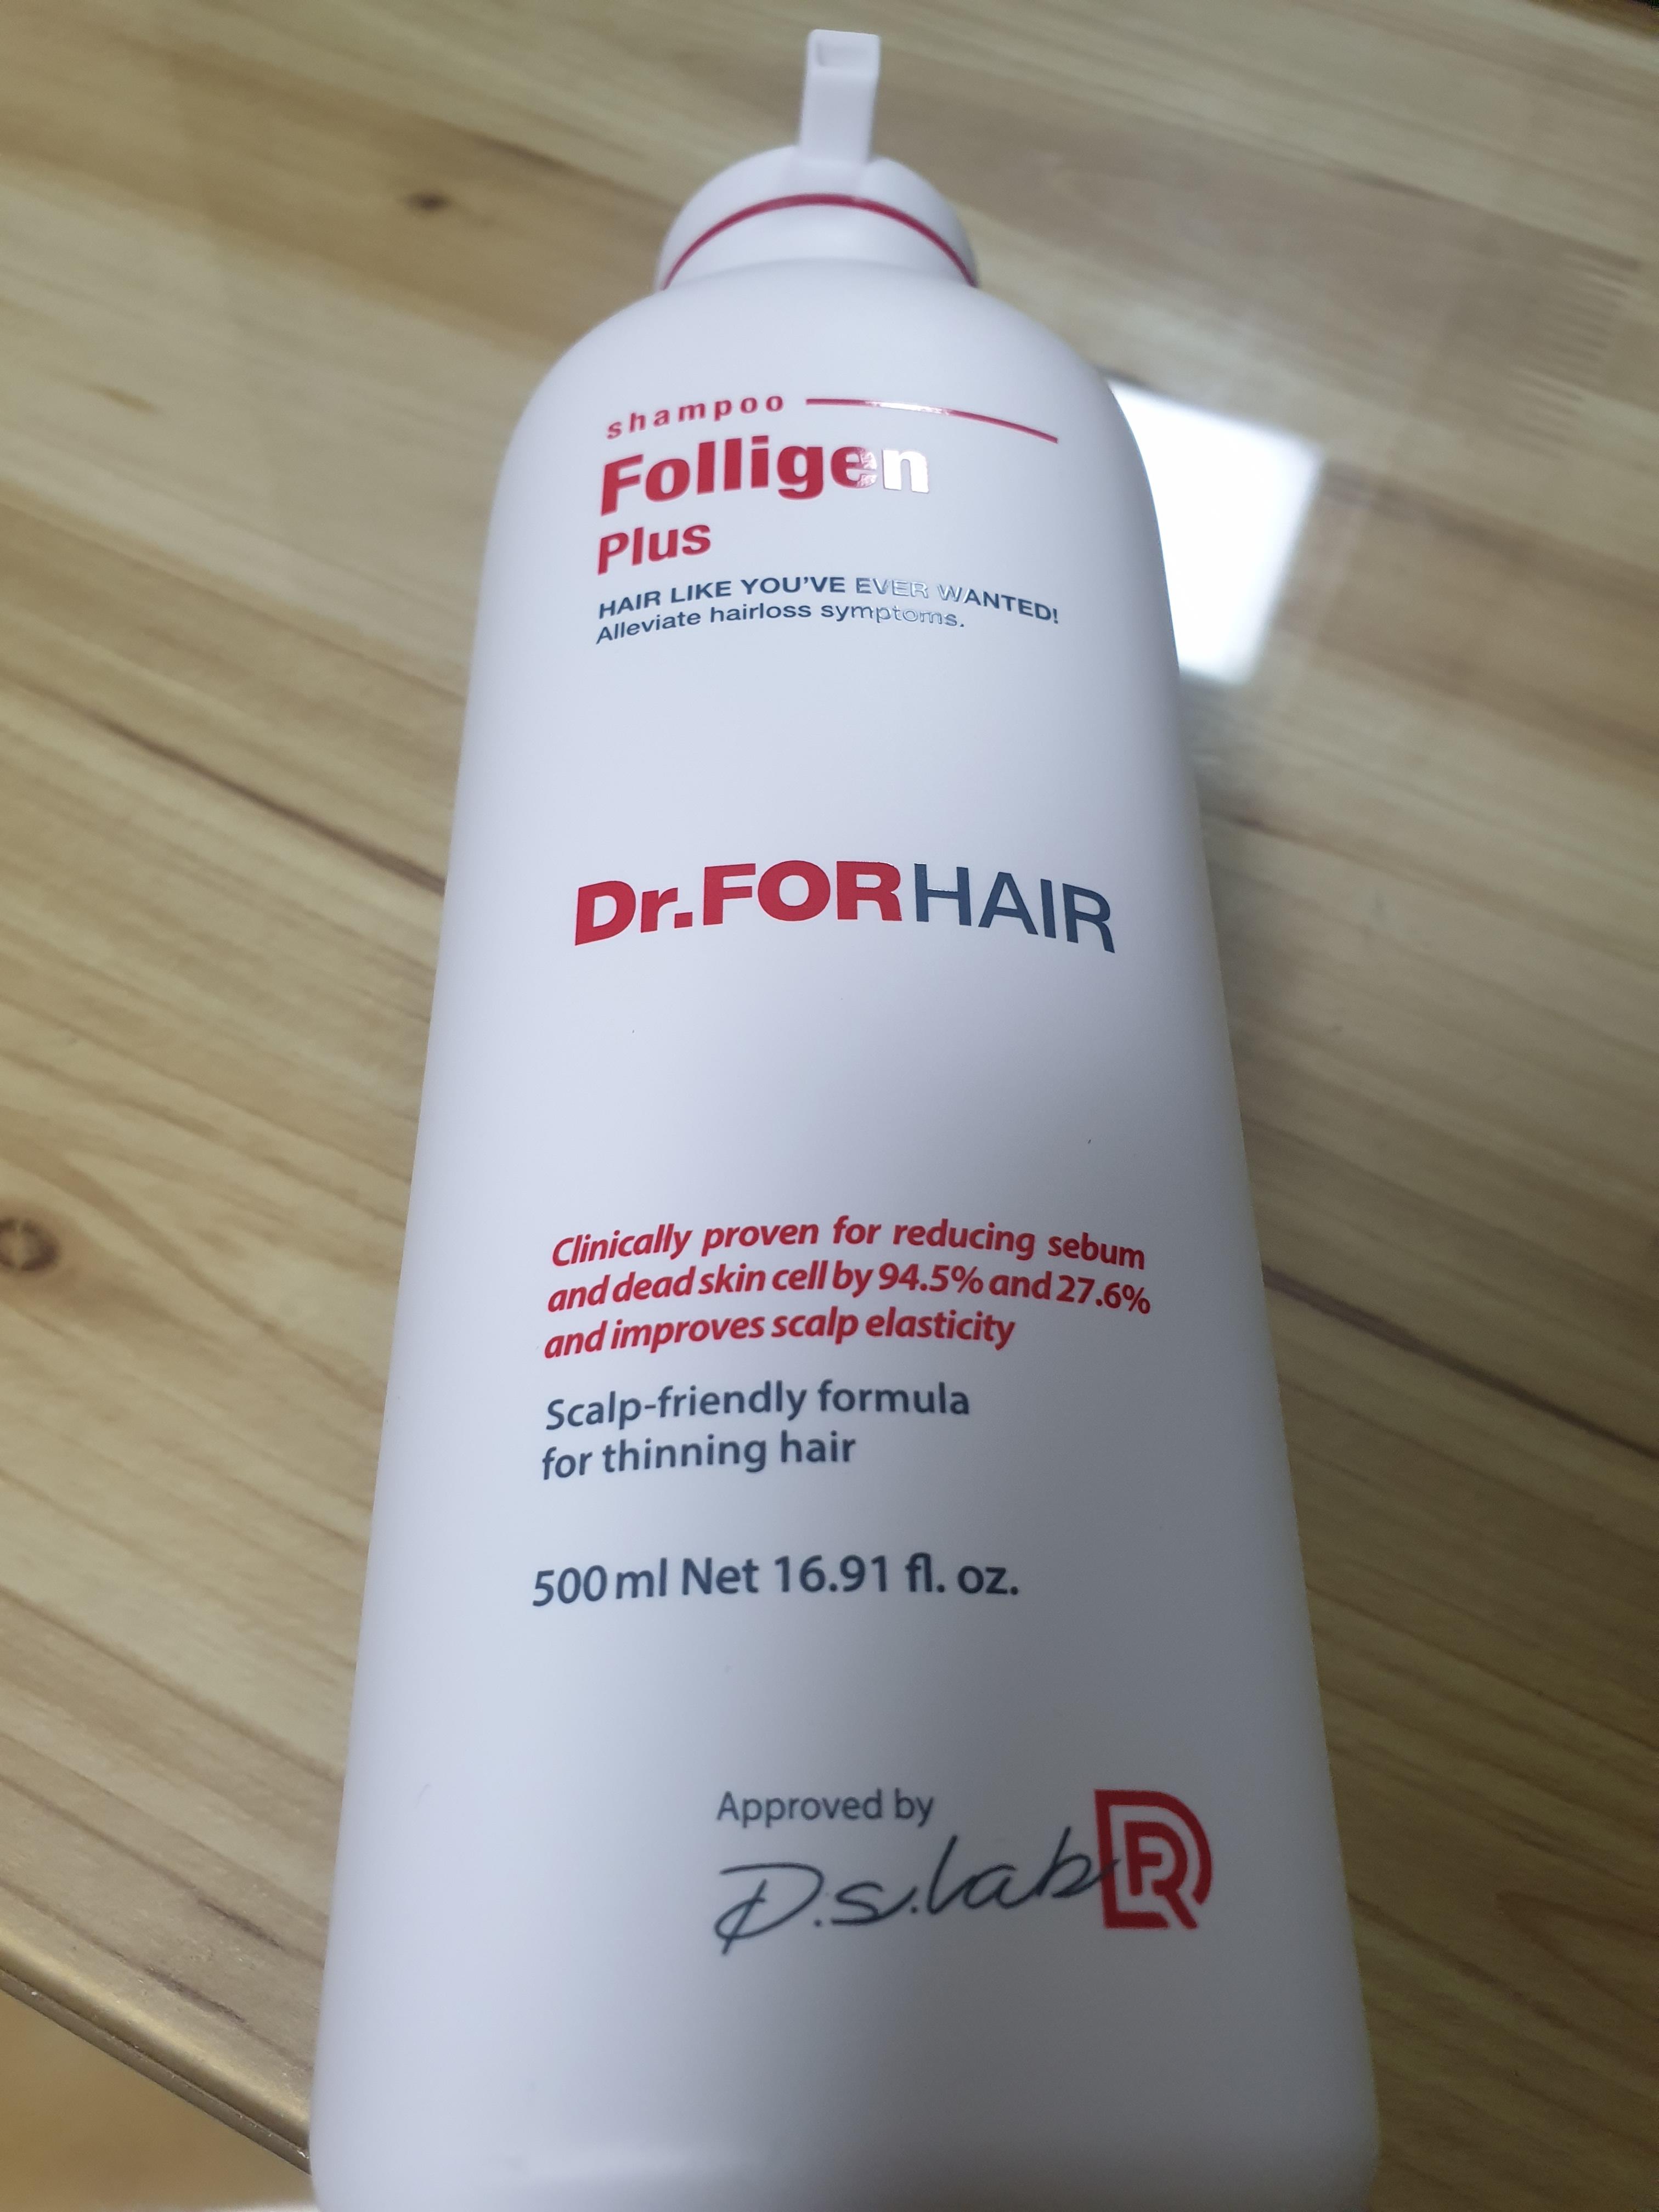 shampoo
Folligen
Plus
HAIR LIKE YOU'VE EVER WANTED!
Alleviate hairloss symptoms.
Dr.FORHAIR
Clinically proven for reducing sebum
and dead skin cell by 94.5% and 27.6%
and improves scalp elasticity
Scalp-friendly formula
for thinning hair
500 ml Net 16.91 fl. oz.
Approved by
D.S.lab